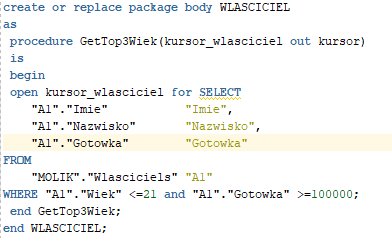 create or replace package body WLASCICIEL
as
procedure GetTop3Wiek(kursor_wlasciciel out kursor)
is
begin
open kursor_wlasciciel for SELECT
"A1"."Imie" "Imie",
"A1"."Nazwisko" "Nazwisko",
"A1"."Gotowka" "Gotowka"
FROM
"MOLIK"."Wlasciciels" "A1"
WHERE "A1"."Wiek" <=21 and "A1"."Gotowka" >=100000;
end GetTop3Wiek;
end WLASCICIEL;